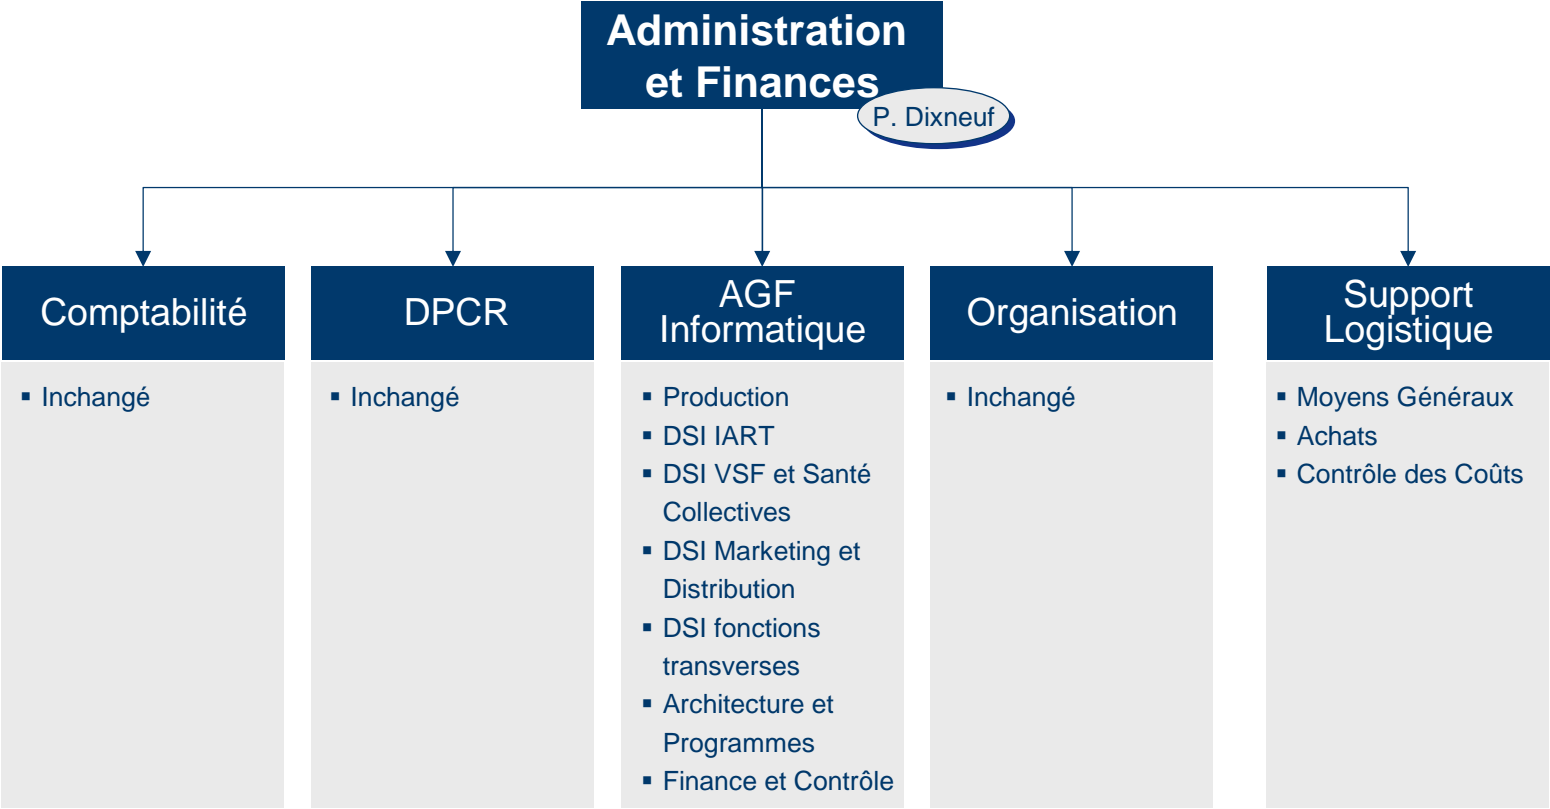 Administration
et Finances
P. Dixneuf
Comptabilité
▪ Inchangé
DPCR
▪ Inchangé
AGF
Informatique
▪ Production
▪ DSI IART
▪ DSI VSF et Santé
Collectives
▪ DSI Marketing et
Distribution
▪ DSI fonctions
transverses
▪ Architecture et
Programmes
▪ Finance et Contrôle
Organisation
▪ Inchangé
Support
Logistique
▪ Moyens Généraux
▪ Achats
▪ Contrôle des Coûts